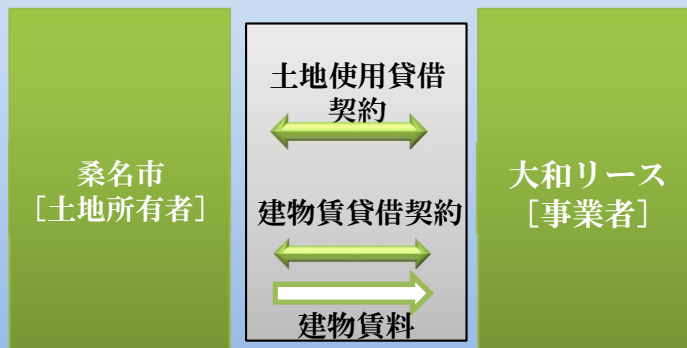 桑名市
［土地所有者］
土地使用貸借
契約
建物賃貸借契約
建物賃料
大和リース
［事業者］